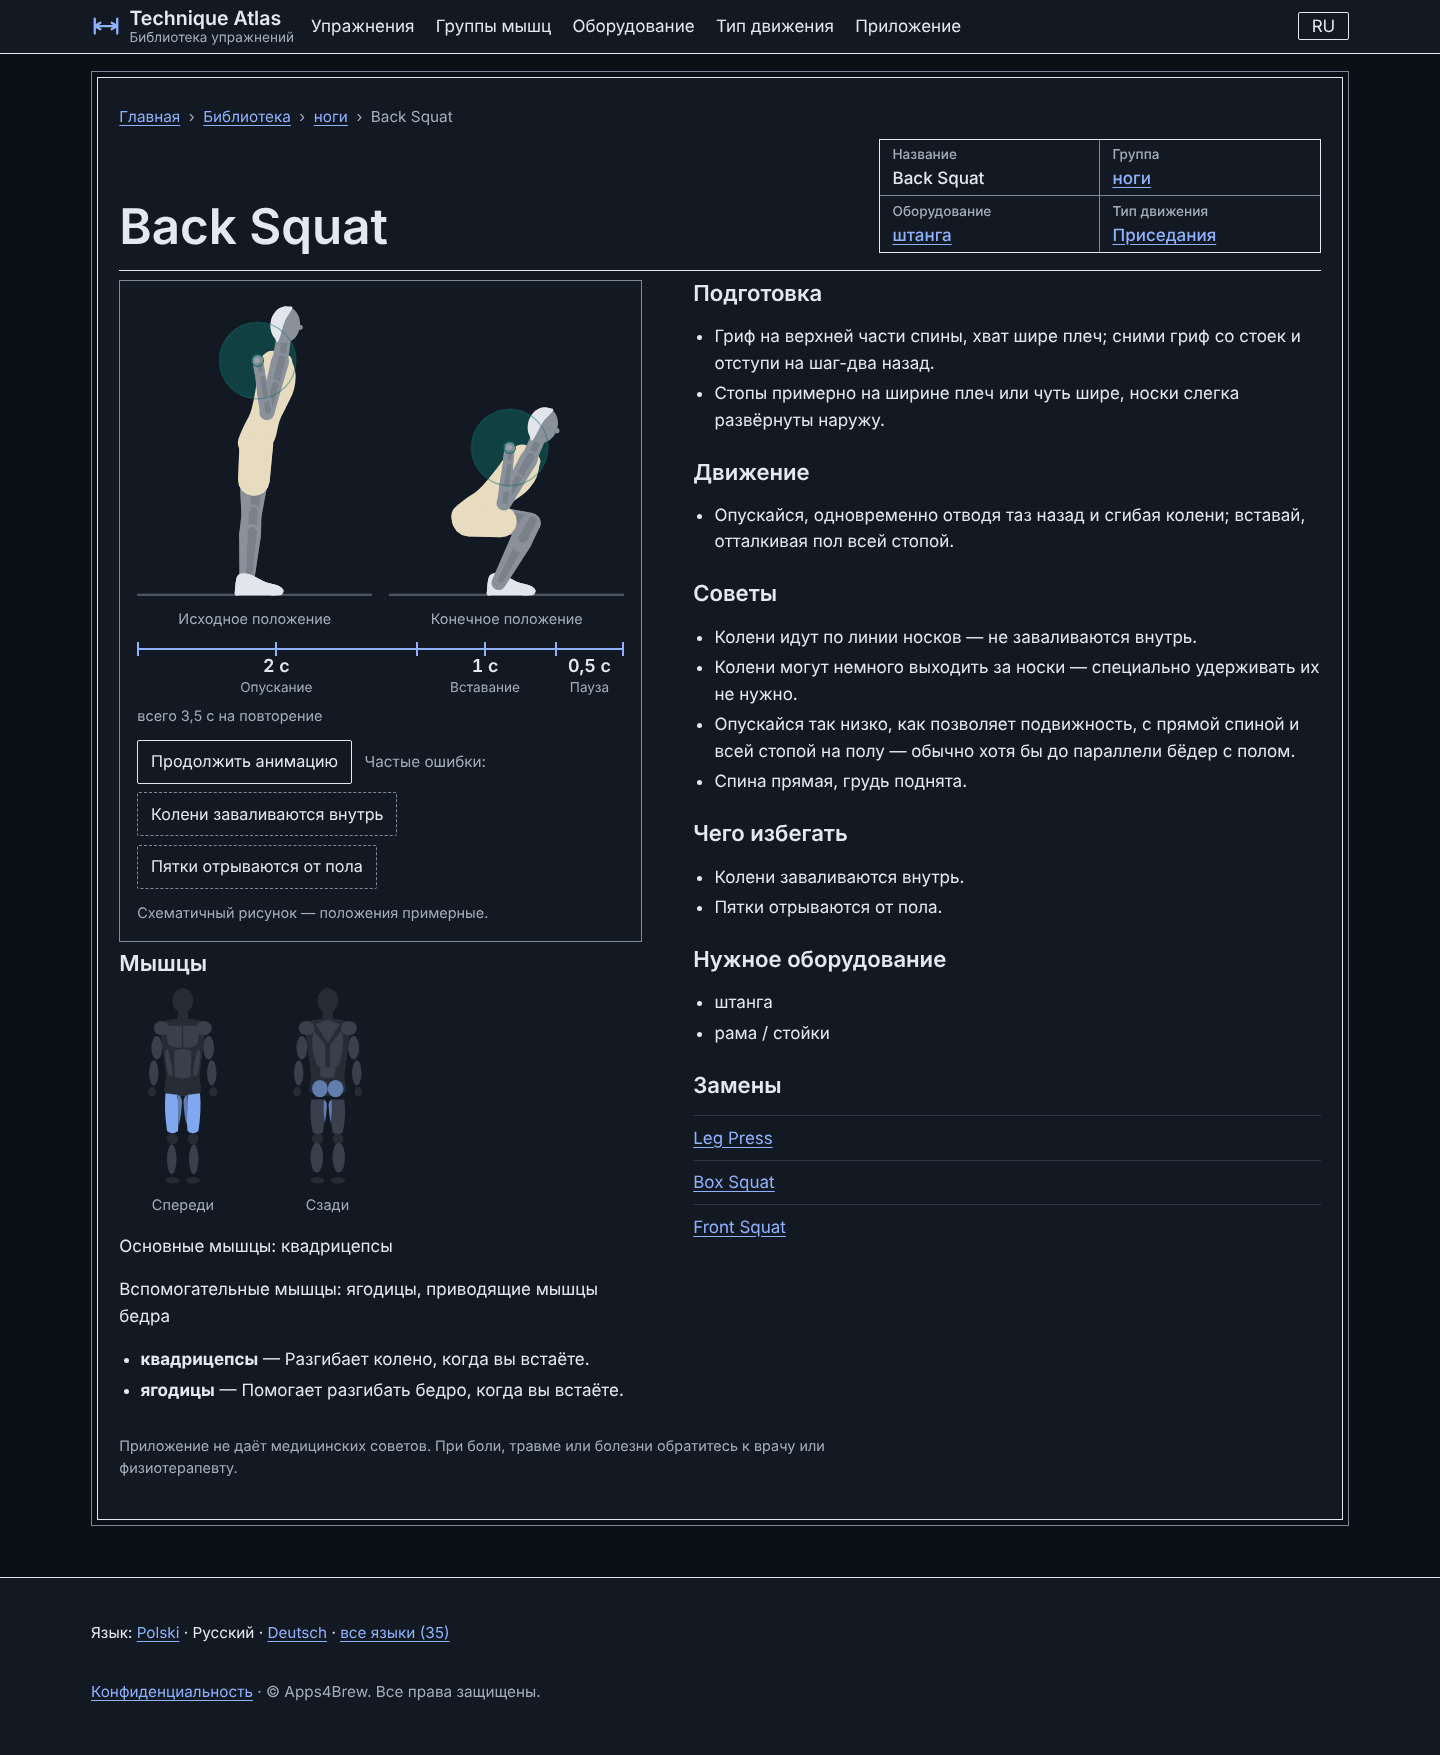 Technique Atlas
Библиотека упражнений
Упражнения
Группы мышц
Оборудование
Тип движения
Приложение
RU
Главная › Библиотека › ноги › Back Squat
Back Squat
Название
Back Squat
Группа
ноги
Оборудование
штанга
Тип движения
Приседания
Исходное положение
Конечное положение
2 с
Опускание
1 с
Вставание
0,5 с
Пауза
всего 3,5 с на повторение
Продолжить анимацию
Частые ошибки:
Колени заваливаются внутрь
Пятки отрываются от пола
Схематичный рисунок — положения примерные.
Мышцы
Спереди
Сзади
Основные мышцы: квадрицепсы
Вспомогательные мышцы: ягодицы, приводящие мышцы
бедра
• квадрицепсы — Разгибает колено, когда вы встаёте.
• ягодицы — Помогает разгибать бедро, когда вы встаёте.
Подготовка
• Гриф на верхней части спины, хват шире плеч; сними гриф со стоек и
отступи на шаг-два назад.
• Стопы примерно на ширине плеч или чуть шире, носки слегка
развёрнуты наружу.
Движение
• Опускайся, одновременно отводя таз назад и сгибая колени; вставай,
отталкивая пол всей стопой.
Советы
• Колени идут по линии носков — не заваливаются внутрь.
• Колени могут немного выходить за носки — специально удерживать их
не нужно.
• Опускайся так низко, как позволяет подвижность, с прямой спиной и
всей стопой на полу — обычно хотя бы до параллели бёдер с полом.
• Спина прямая, грудь поднята.
Чего избегать
• Колени заваливаются внутрь.
• Пятки отрываются от пола.
Нужное оборудование
• штанга
• рама / стойки
Замены
Leg Press
Box Squat
Front Squat
Приложение не даёт медицинских советов. При боли, травме или болезни обратитесь к врачу или
физиотерапевту.
Язык: Polski · Русский · Deutsch · все языки (35)
Конфиденциальность · © Apps4Brew. Все права защищены.